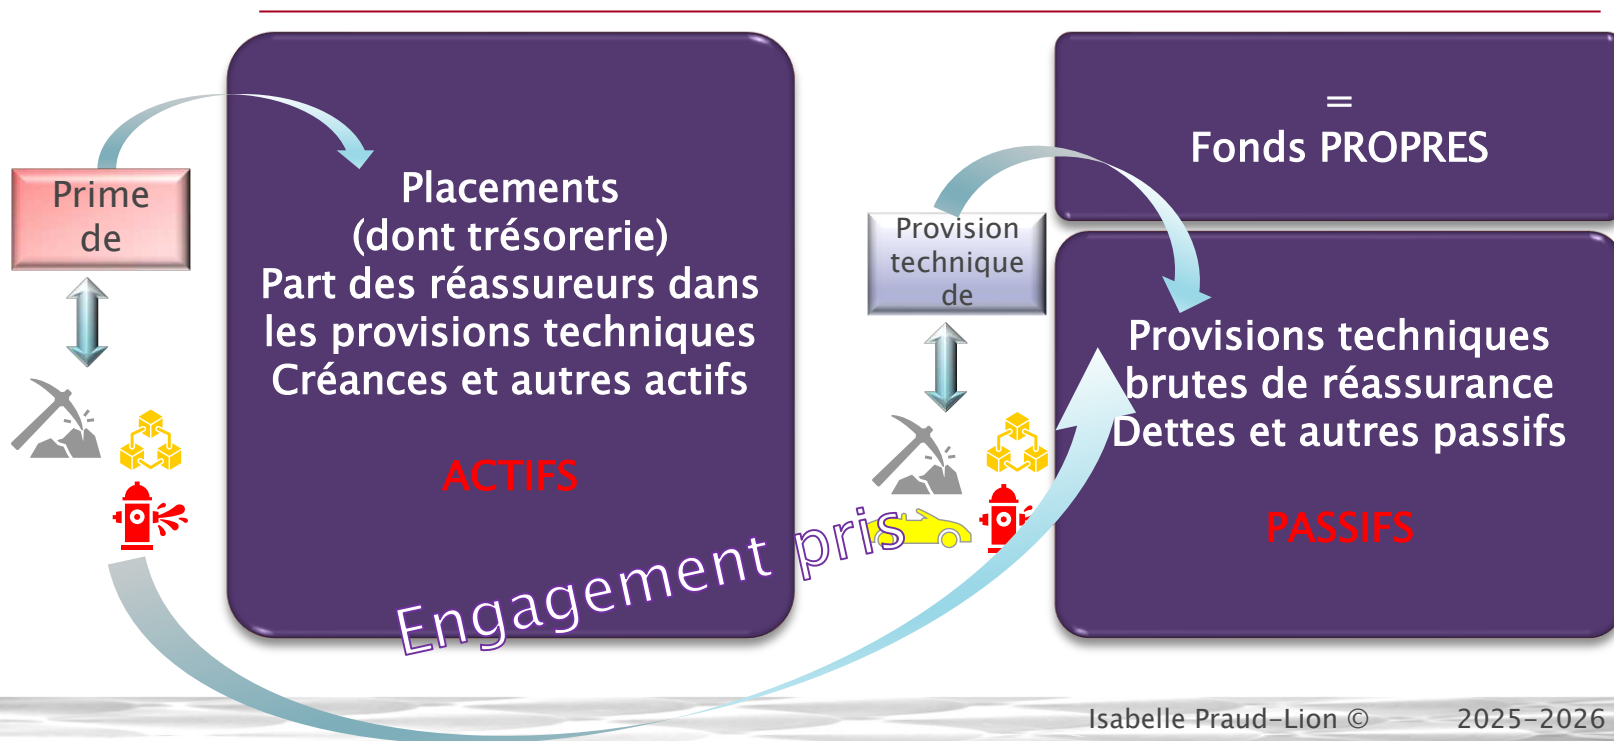 Prime
de
Placements
(dont trésorerie)
Part des réassureurs dans
les provisions techniques
Créances et autres actifs
ACTIFS
Engagement pris
=
Fonds PROPRES
Provision
technique
de
Provisions techniques
brutes de réassurance
Dettes et autres passifs
PASSIFS
Isabelle Praud-Lion © 2025-2026